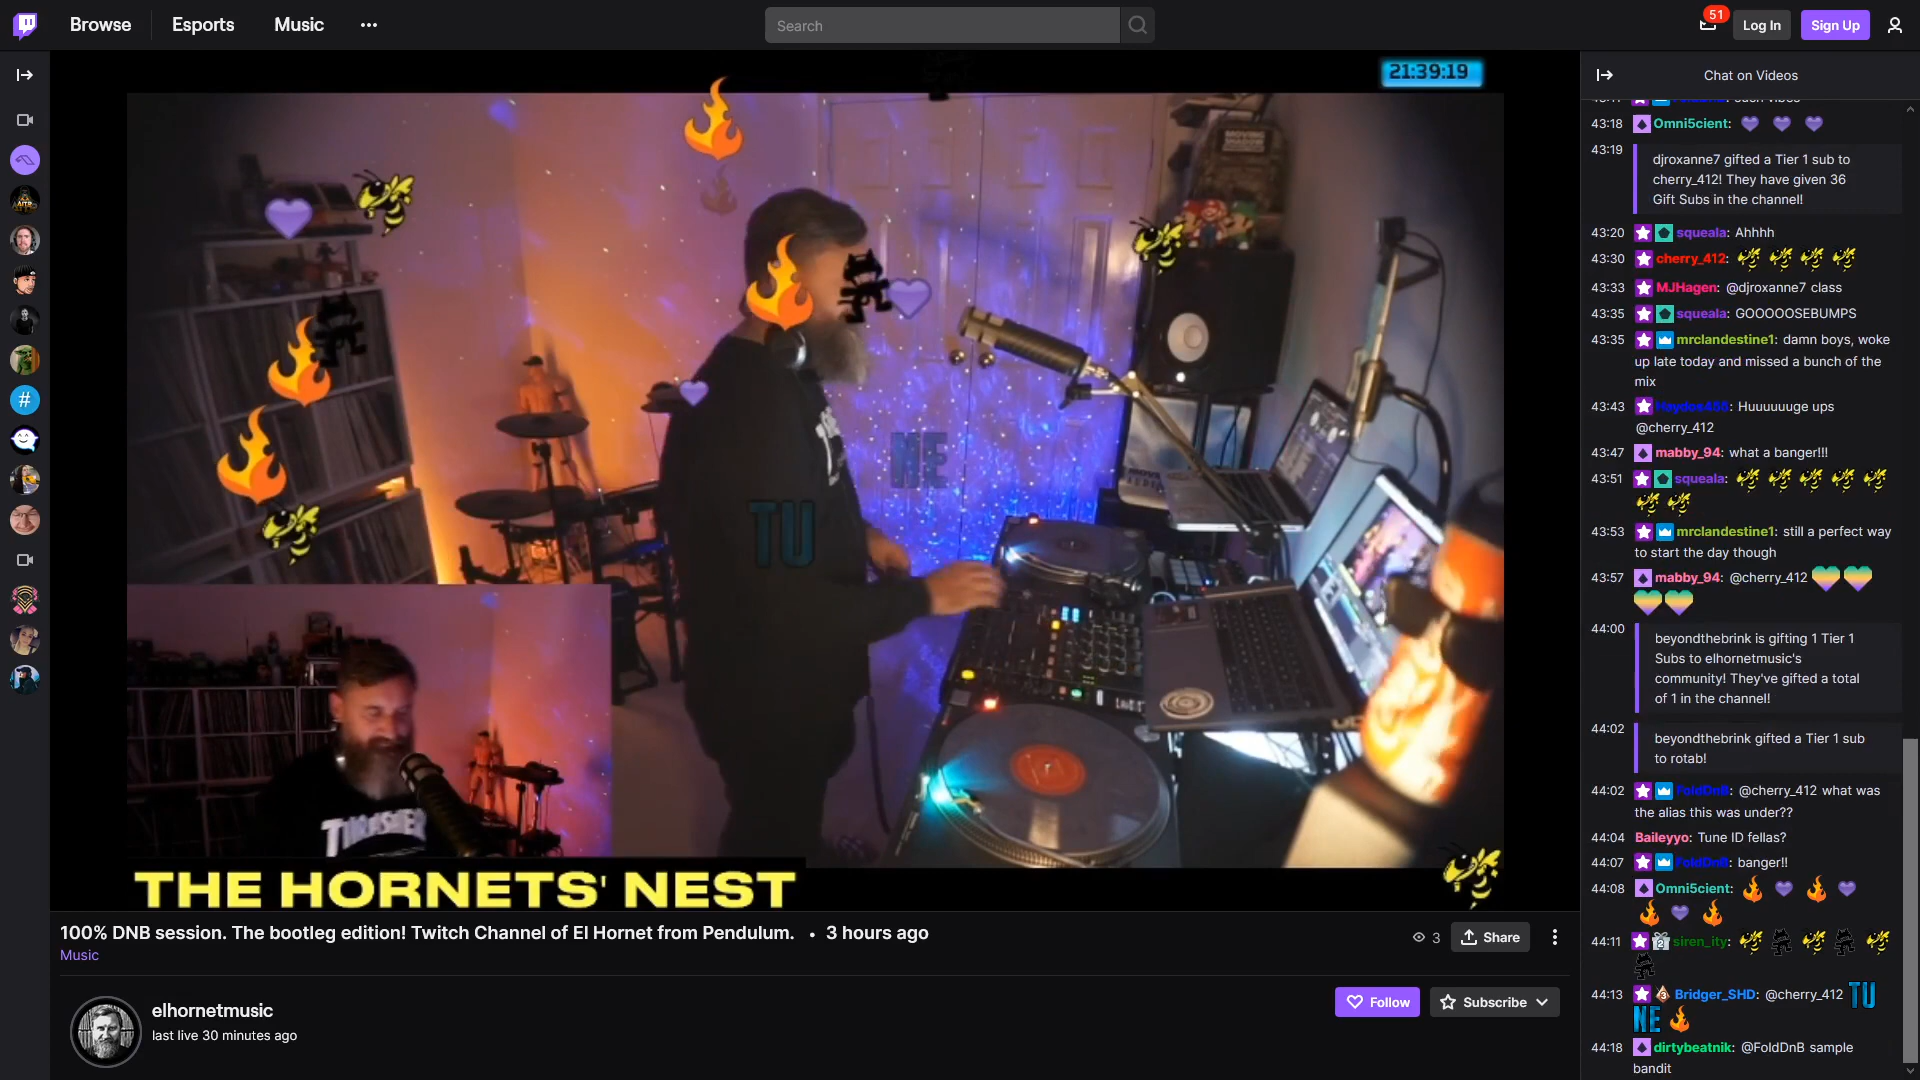 Browse
Esports
Music
Search
51
Log In
Sign Up
21:39:19
Chat on Videos
43:18 Omni5cient:
43:19 djroxanne7 gifted a Tier 1 sub to
cherry_412! They have given 36
Gift Subs in the channel!
43:20 squeala: Ahhhh
43:30 cherry_412:
43:33 MJHagen: @djroxanne7 class
43:35 squeala: GOOOOOSEBUMPS
43:35 mrclandestine1: damn boys, woke
up late today and missed a bunch of the
mix
43:43 : Huuuuuuge ups
@cherry_412
43:47 mabby_94: what a banger!!!
43:51 squeala:
43:53 mrclandestine1: still a perfect way
to start the day though
43:57 mabby_94: @cherry_412
44:00 beyondthebrink is gifting 1 Tier 1
Subs to elhornetmusic's
community! They've gifted a total
of 1 in the channel!
44:02 beyondthebrink gifted a Tier 1 sub
to rotab!
44:02 FoldDnB: @cherry_412 what was
the alias this was under??
44:04 Baileyyo: Tune ID fellas?
44:07 FoldDnB: banger!!
44:08 Omni5cient:
44:11 2 siren_ity:
44:13 3 Bridger_SHD: @cherry_412 TU
NE
44:18 dirtybeatnik: @FoldDnB sample
bandit
NE
TU
THRASHER
THE HORNETS' NEST
100% DNB session. The bootleg edition! Twitch Channel of El Hornet from Pendulum. • 3 hours ago
Music
3
Share
elhornetmusic
last live 30 minutes ago
Follow
Subscribe